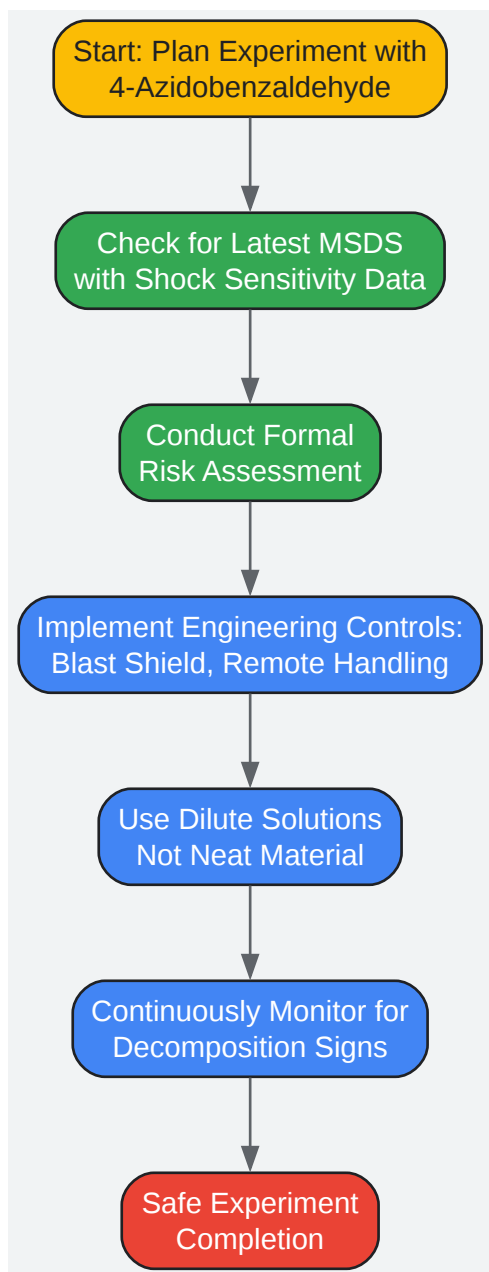 Start: Plan Experiment with
4-Azidobenzaldehyde
Check for Latest MSDS
with Shock Sensitivity Data
Conduct Formal
Risk Assessment
Implement Engineering Controls:
Blast Shield, Remote Handling
Use Dilute Solutions
Not Neat Material
Continuously Monitor for
Decomposition Signs
Safe Experiment
Completion